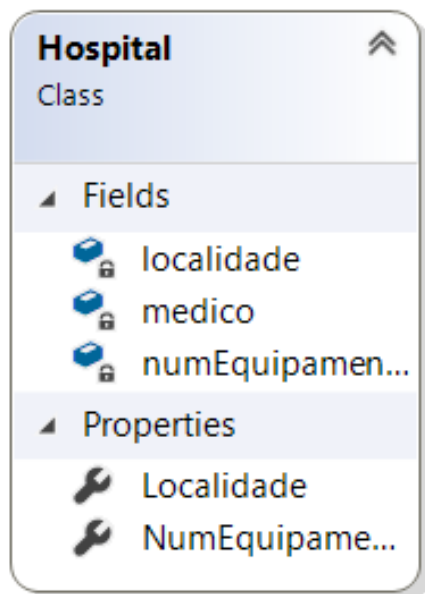 Hospital
Class
Fields
localidade
medico
numEquipamen...
Properties
Localidade
NumEquipame...